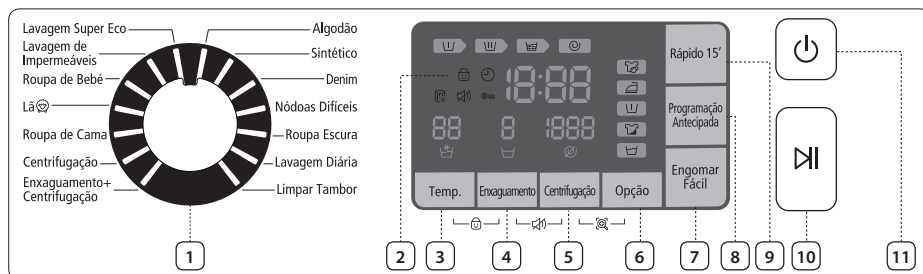 Lavagem Super Eco
Lavagem de
Impermeáveis
Roupa de Bebé
Lã
Roupa de Cama
Centrifugação
Enxaguamento+
Centrifugação
Algodão
Sintético
Denim
Nódoas Difíceis
Roupa Escura
Lavagem Diária
Limpar Tambor
18:88
88
8
1888
Temp.
Enxaguamento
Centrifugação
Opção
Rápido 15’
Programação
Antecipada
Engomar
Fácil
1
2
3
4
5
6
7
8
9
10
11